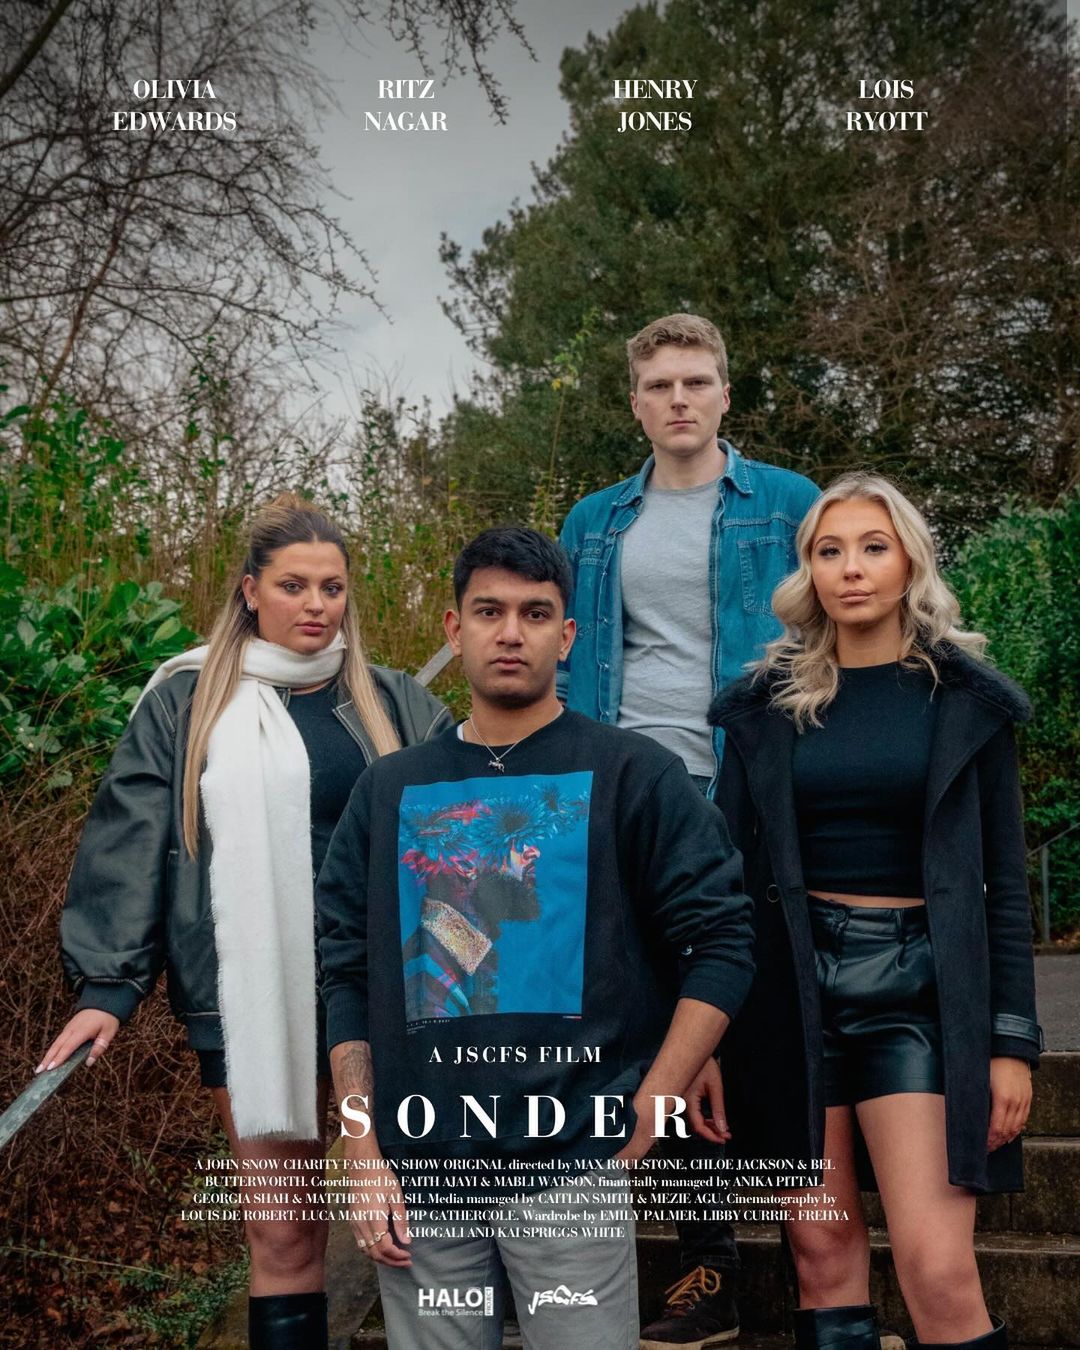 OLIVIA RITZ HENRY LOIS
EDWARDS NAGAR JONES RYOTT
A JSCFS FILM
SONDER
A JOHN SNOW CHARITY FASHION SHOW ORIGINAL directed by MAX ROULSTONE, CHLOE JACKSON & BEL
BUTTERWORTH. Coordinated by FAITH AJAYI & MABLI WATSON, financially managed by ANIKA PITTAL,
GEORGIA SHAH & MATTHEW WALSH. Media managed by CAITLIN SMITH & MEZIE AGU. Cinematography by
LOUIS DE ROBERT, LUCA MARTIN & PIP GATHERCOLE. Wardrobe by EMILY PALMER, LIBBY CURRIE, FREHYA
KHOGALI AND KAI SPRIGGS WHITE
HALO PROJECT
Break the Silence
JSCFS